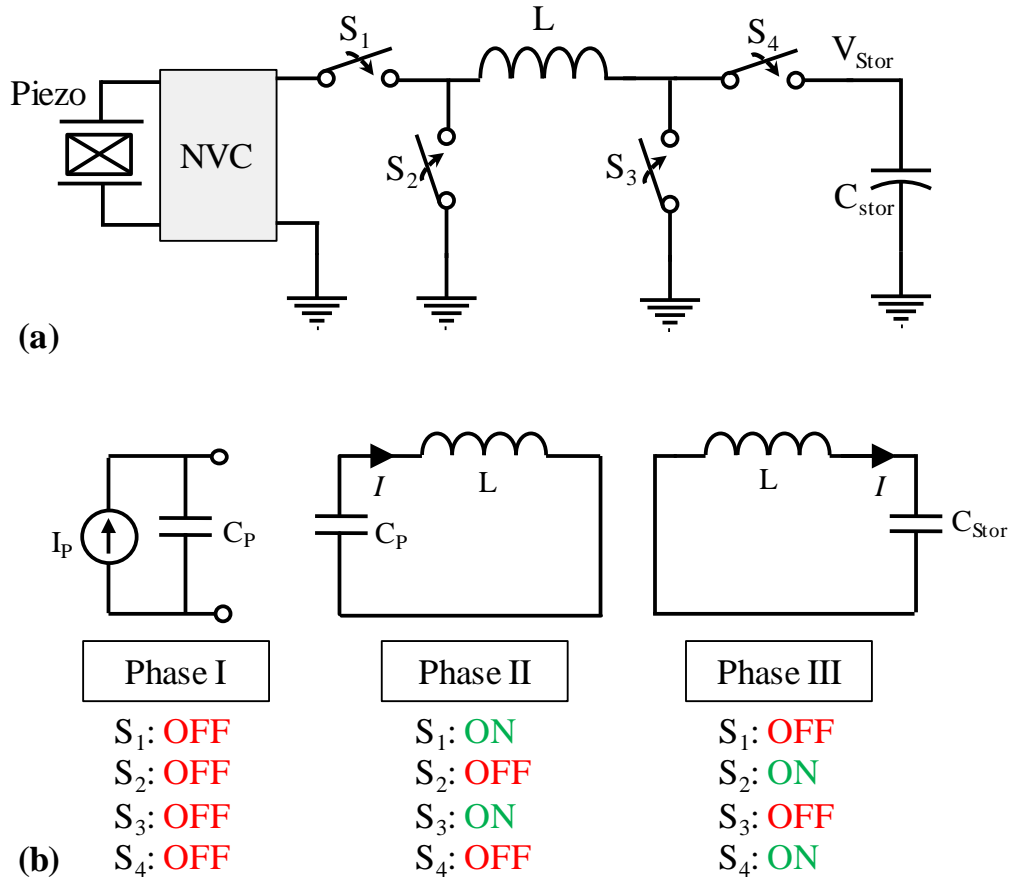 S1
L
S4
VStor
Piezo
NVC
S2
S3
Cstor
(a)
I
L
L
I
IP
CP
CP
CStor
Phase I
Phase II
Phase III
S1: OFF
S1: ON
S1: OFF
S2: OFF
S2: OFF
S2: ON
S3: OFF
S3: ON
S3: OFF
(b)
S4: OFF
S4: OFF
S4: ON